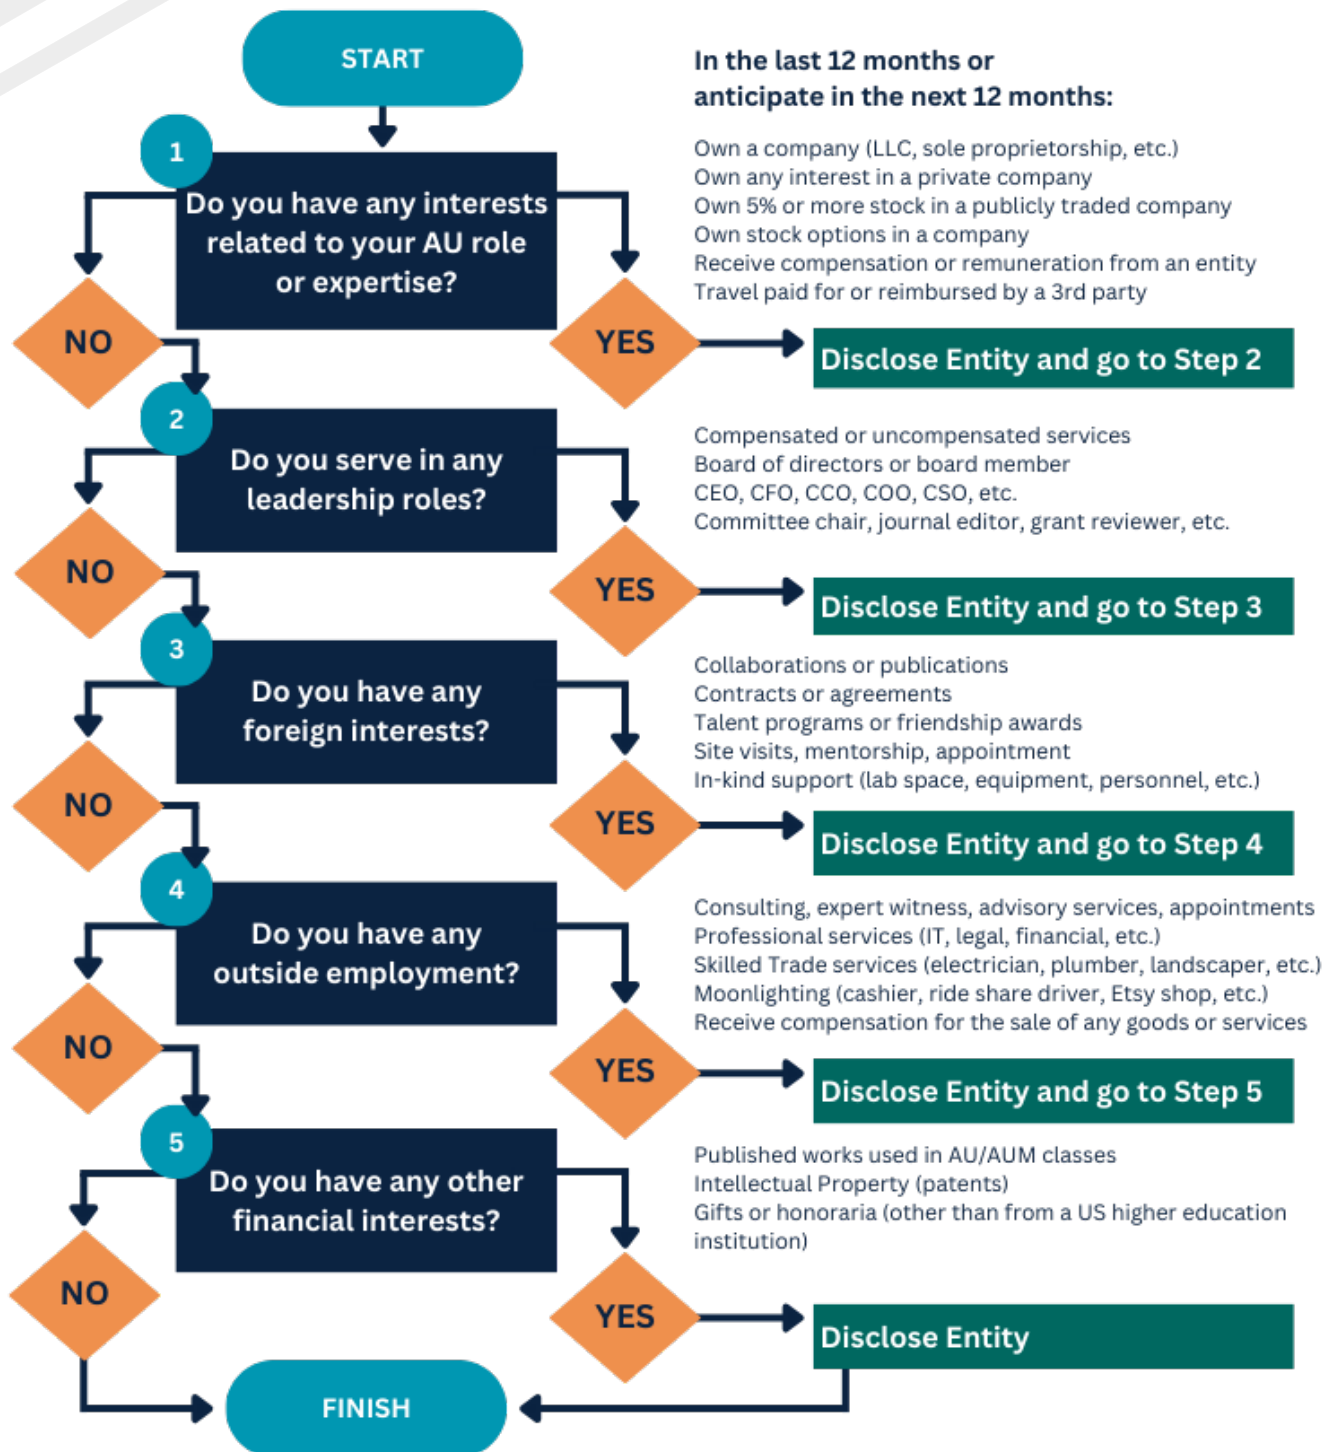 START
In the last 12 months or
anticipate in the next 12 months:
1
Do you have any interests
related to your AU role
or expertise?
Own a company (LLC, sole proprietorship, etc.)
Own any interest in a private company
Own 5% or more stock in a publicly traded company
Own stock options in a company
Receive compensation or remuneration from an entity
Travel paid for or reimbursed by a 3rd party
NO
YES
Disclose Entity and go to Step 2
2
Do you serve in any
leadership roles?
Compensated or uncompensated services
Board of directors or board member
CEO, CFO, CCO, COO, CSO, etc.
Committee chair, journal editor, grant reviewer, etc.
NO
YES
Disclose Entity and go to Step 3
3
Do you have any
foreign interests?
Collaborations or publications
Contracts or agreements
Talent programs or friendship awards
Site visits, mentorship, appointment
In-kind support (lab space, equipment, personnel, etc.)
NO
YES
Disclose Entity and go to Step 4
4
Do you have any
outside employment?
Consulting, expert witness, advisory services, appointments
Professional services (IT, legal, financial, etc.)
Skilled Trade services (electrician, plumber, landscaper, etc.)
Moonlighting (cashier, ride share driver, Etsy shop, etc.)
Receive compensation for the sale of any goods or services
NO
YES
Disclose Entity and go to Step 5
5
Do you have any other
financial interests?
Published works used in AU/AUM classes
Intellectual Property (patents)
Gifts or honoraria (other than from a US higher education
institution)
NO
YES
Disclose Entity
FINISH